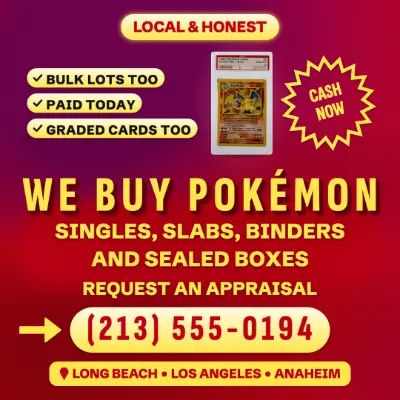 LOCAL & HONEST
✓ BULK LOTS TOO
✓ PAID TODAY
✓ GRADED CARDS TOO
CASH
NOW
WE BUY POKÉMON
SINGLES, SLABS, BINDERS
AND SEALED BOXES
REQUEST AN APPRAISAL
(213) 555-0194
LONG BEACH • LOS ANGELES • ANAHEIM